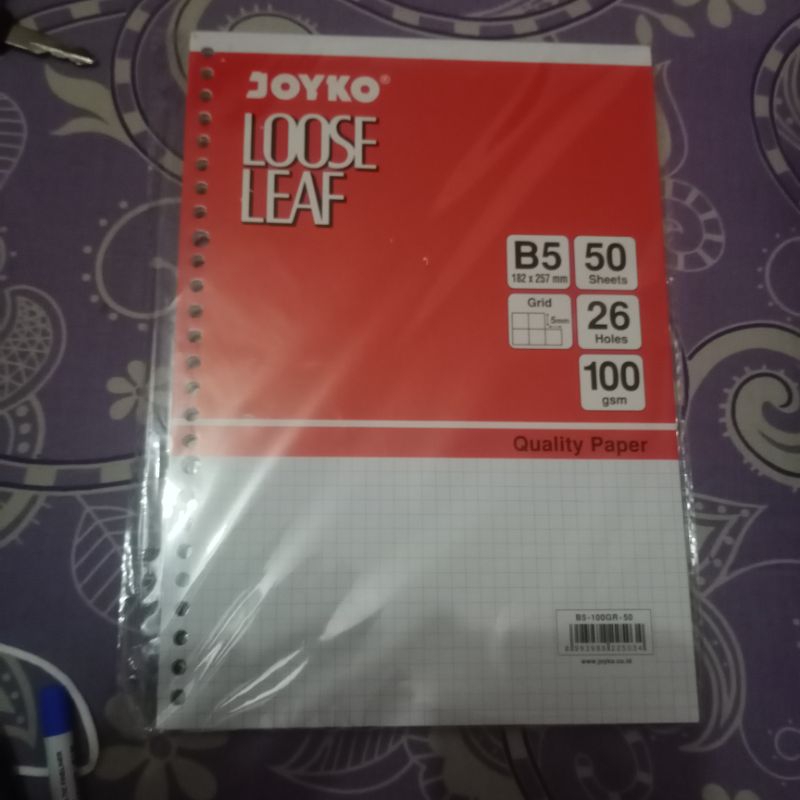 JOYKO®
LOOSE
LEAF
B5
182 x 257 mm
50
Sheets
Grid
5mm
26
Holes
100
gsm
Quality Paper
B5-100GR-50
www.joyko.co.id